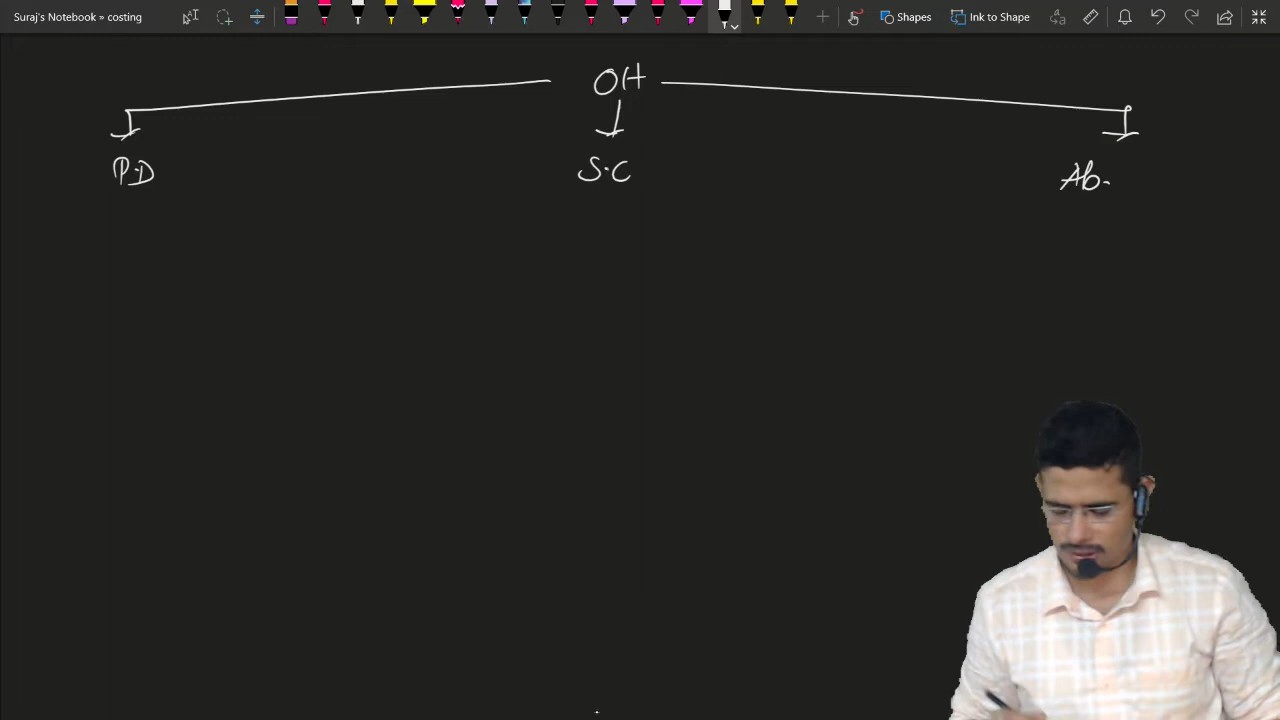 Suraj's Notebook » costing
Shapes
Ink to Shape
OH
P.D
S.C
Ab.